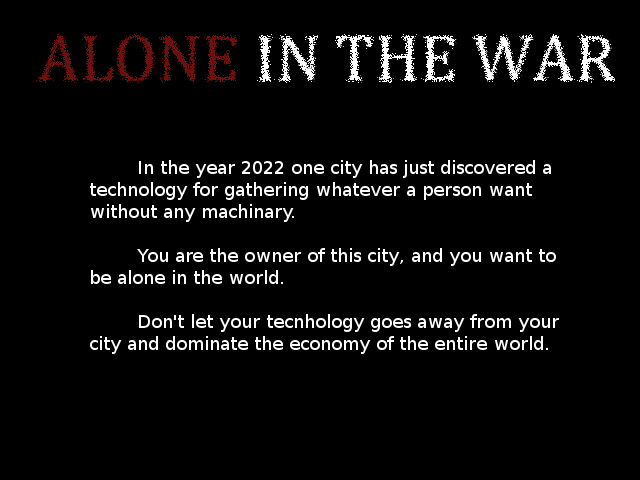 ALONE IN THE WAR
In the year 2022 one city has just discovered a
technology for gathering whatever a person want
without any machinary.
You are the owner of this city, and you want to
be alone in the world.
Don't let your tecnhology goes away from your
city and dominate the economy of the entire world.